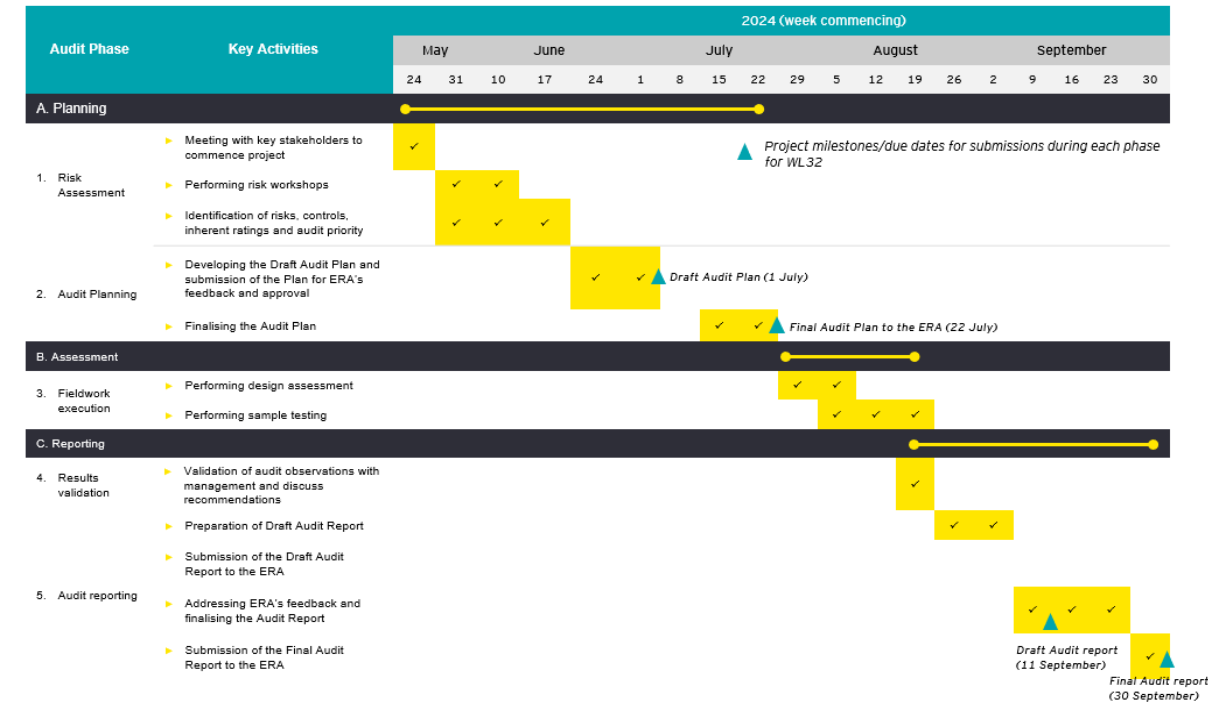 2024 (week commencing)
Audit Phase Key Activities
May June July August September
24 31 10 17 24 1 8 15 22 29 5 12 19 26 2 9 16 23 30
A. Planning
1. Risk
Assessment
Meeting with key stakeholders to
commence project
✓
Project milestones/due dates for submissions during each phase
for WL32
Performing risk workshops
✓ ✓
Identification of risks, controls,
inherent ratings and audit priority
✓ ✓ ✓
2. Audit Planning
Developing the Draft Audit Plan and
submission of the Plan for ERA's
feedback and approval
✓ ✓
Draft Audit Plan (1 July)
Finalising the Audit Plan
✓ ✓
Final Audit Plan to the ERA (22 July)
B. Assessment
3. Fieldwork
execution
Performing design assessment
✓ ✓
Performing sample testing
✓ ✓ ✓
C. Reporting
4. Results
validation
Validation of audit observations with
management and discuss
recommendations
✓
Preparation of Draft Audit Report
✓ ✓
Submission of the Draft Audit
Report to the ERA
5. Audit reporting
Addressing ERA's feedback and
finalising the Audit Report
✓ ✓ ✓
Draft Audit report
(11 September)
Submission of the Final Audit
Report to the ERA
✓
Final Audit report
(30 September)